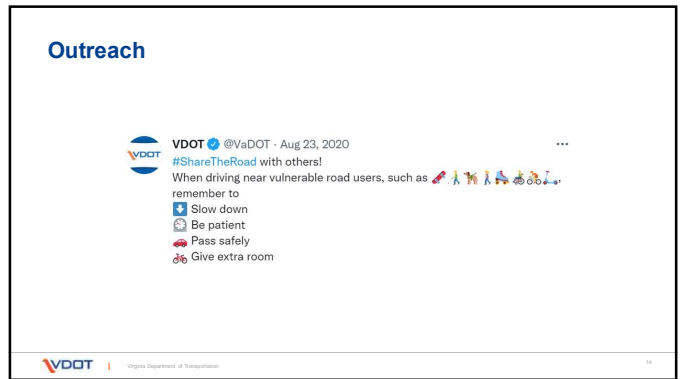 Outreach
VDOT @VaDOT · Aug 23, 2020 ...
VDOT
#ShareTheRoad with others!
When driving near vulnerable road users, such as 🛹🚶🐕🚶🛼👩‍🦽🚴🛴,
remember to
⬇️ Slow down
🕒 Be patient
🚗 Pass safely
🚲 Give extra room
VDOT | Virginia Department of Transportation
14